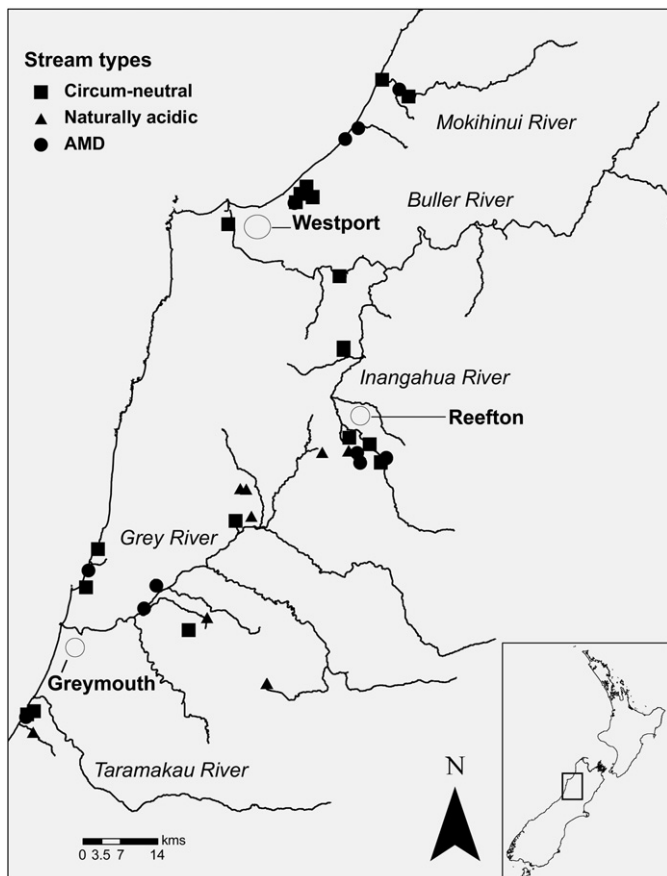 Stream types
Circum-neutral
Naturally acidic
AMD
Mokihinui River
Buller River
Westport
Inangahua River
Reefton
Grey River
Greymouth
Taramakau River
N
kms
0 3.5 7 14